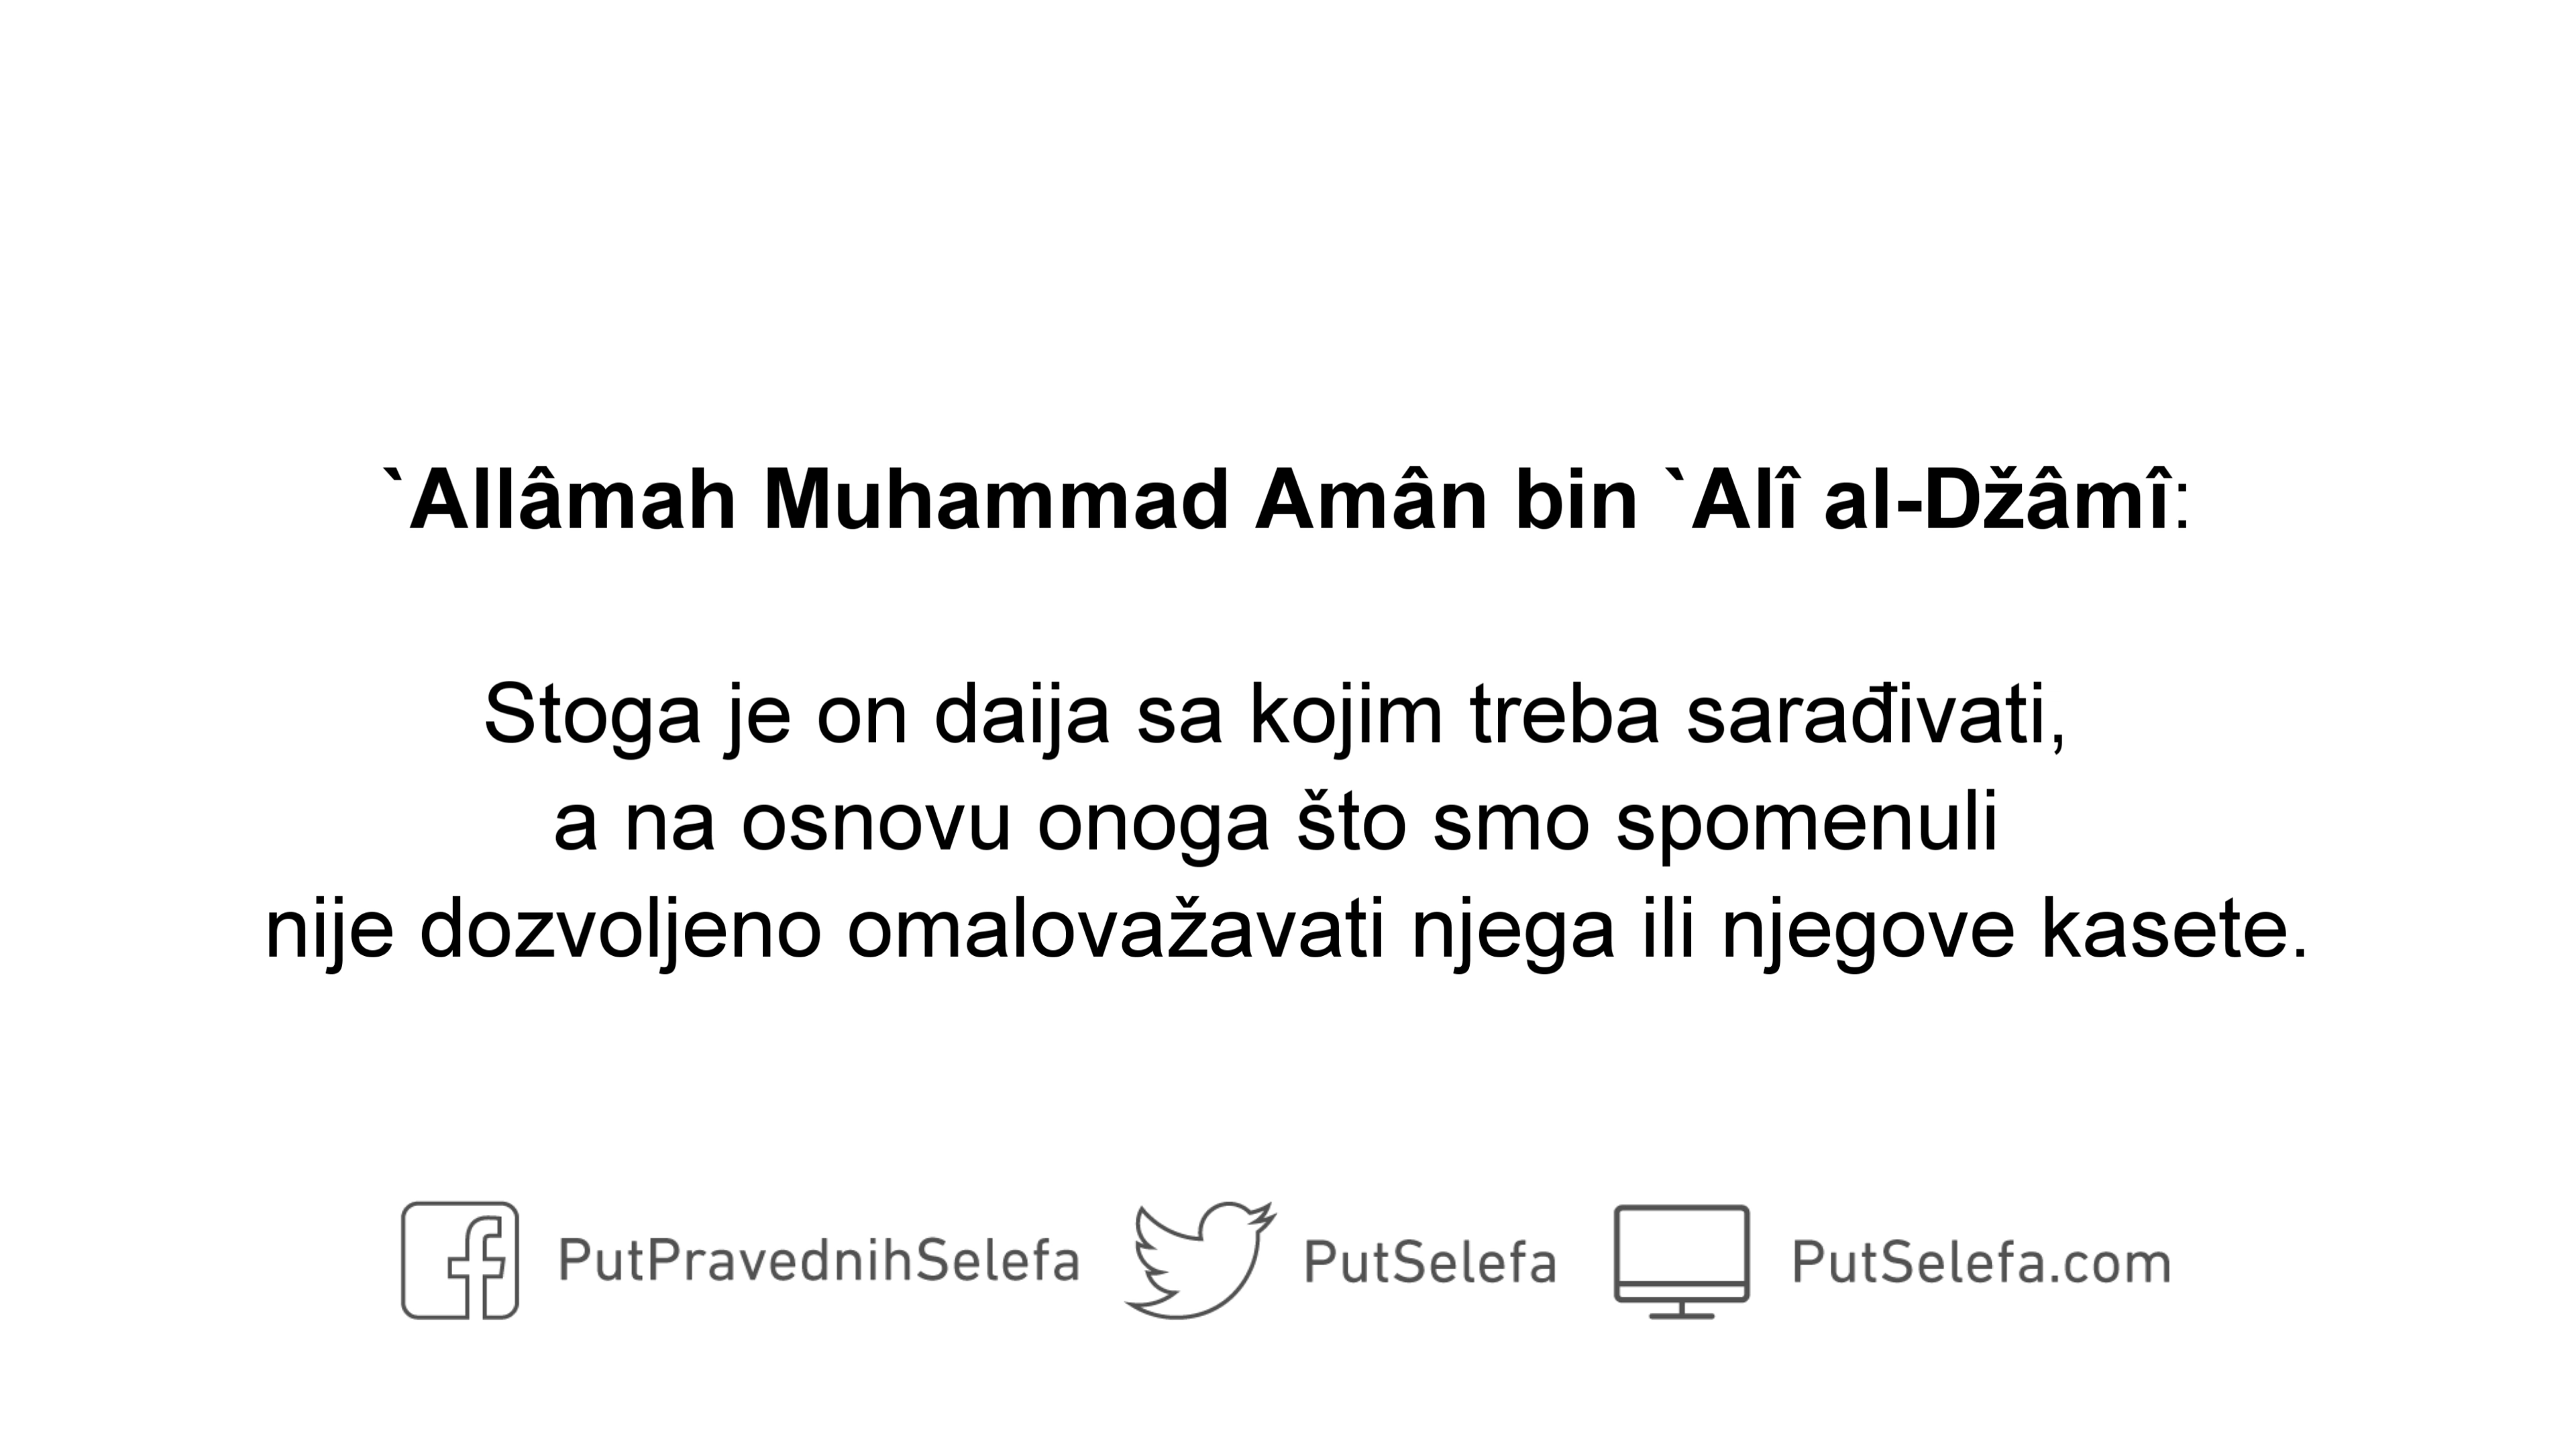 `Allâmah Muhammad Amân bin `Alî al-Džâmî:
Stoga je on daija sa kojim treba sarađivati,
a na osnovu onoga što smo spomenuli
nije dozvoljeno omalovažavati njega ili njegove kasete.
PutPravednihSelefa PutSelefa PutSelefa.com